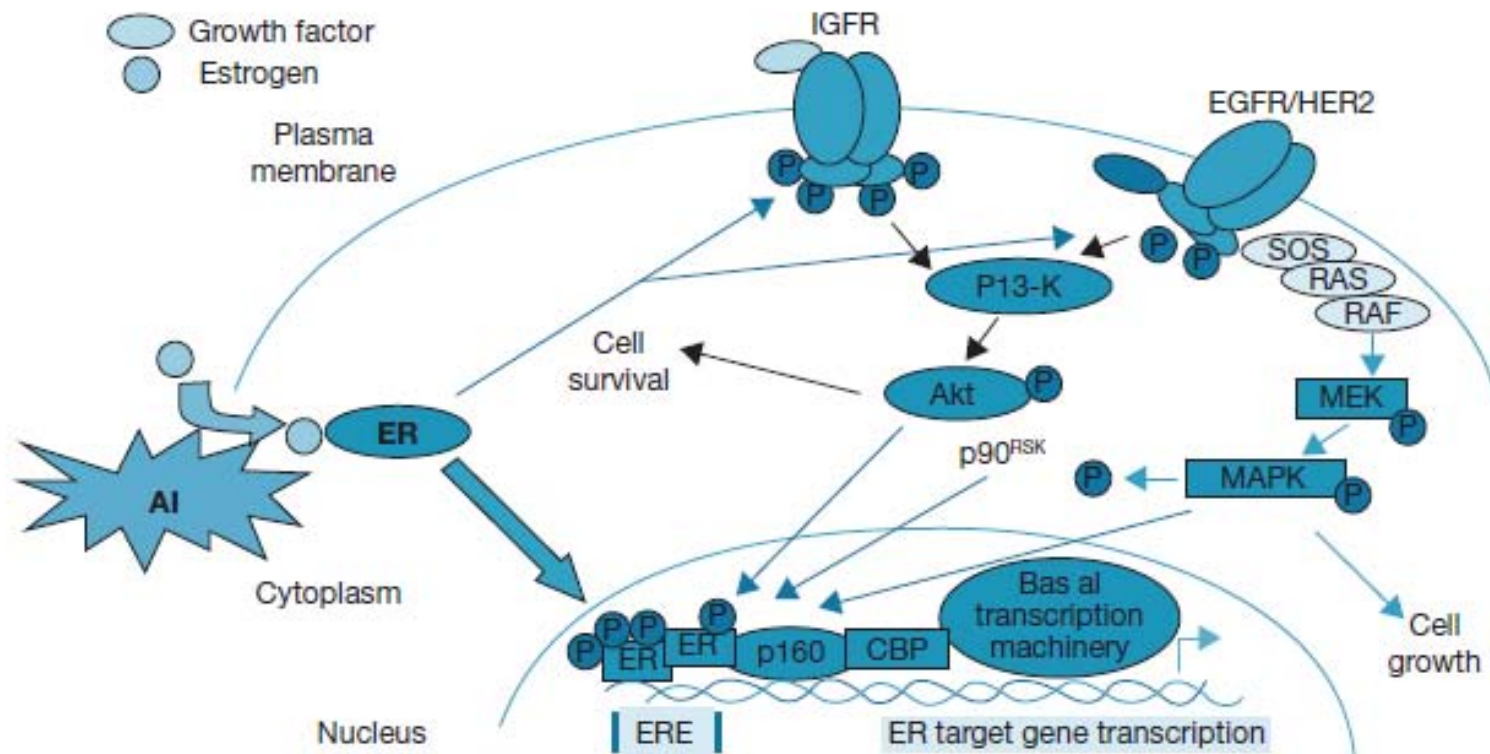 Growth factor
Estrogen
IGFR
EGFR/HER2
Plasma
membrane
P
P
P
P
P
P
SOS
RAS
RAF
P13-K
Cell
survival
Akt
P
MEK
P
ER
p90RSK
MAPK
P
P
AI
Cytoplasm
Bas al
transcription
machinery
P
P
P
P
ER
ER
p160
CBP
Cell
growth
Nucleus
ERE
ER target gene transcription